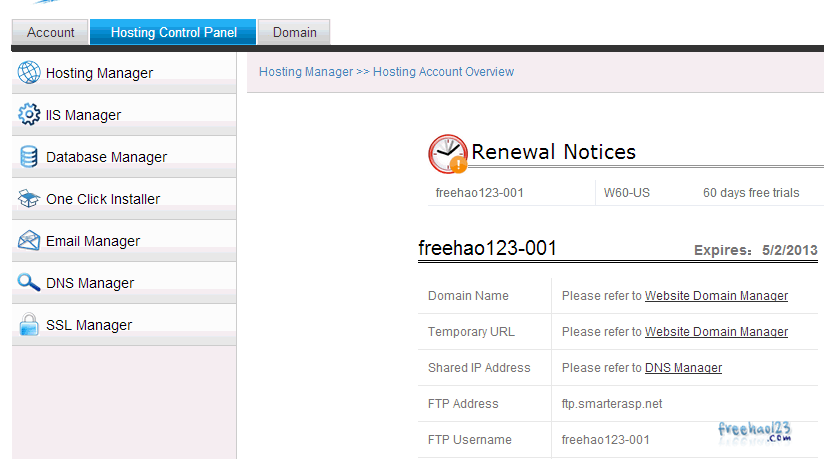 Account Hosting Control Panel Domain
Hosting Manager
IIS Manager
Database Manager
One Click Installer
Email Manager
DNS Manager
SSL Manager
Hosting Manager >> Hosting Account Overview
Renewal Notices
freehao123-001 W60-US 60 days free trials
freehao123-001 Expires: 5/2/2013
Domain Name Please refer to Website Domain Manager
Temporary URL Please refer to Website Domain Manager
Shared IP Address Please refer to DNS Manager
FTP Address ftp.smarterasp.net
FTP Username freehao123-001
freehao123
.com